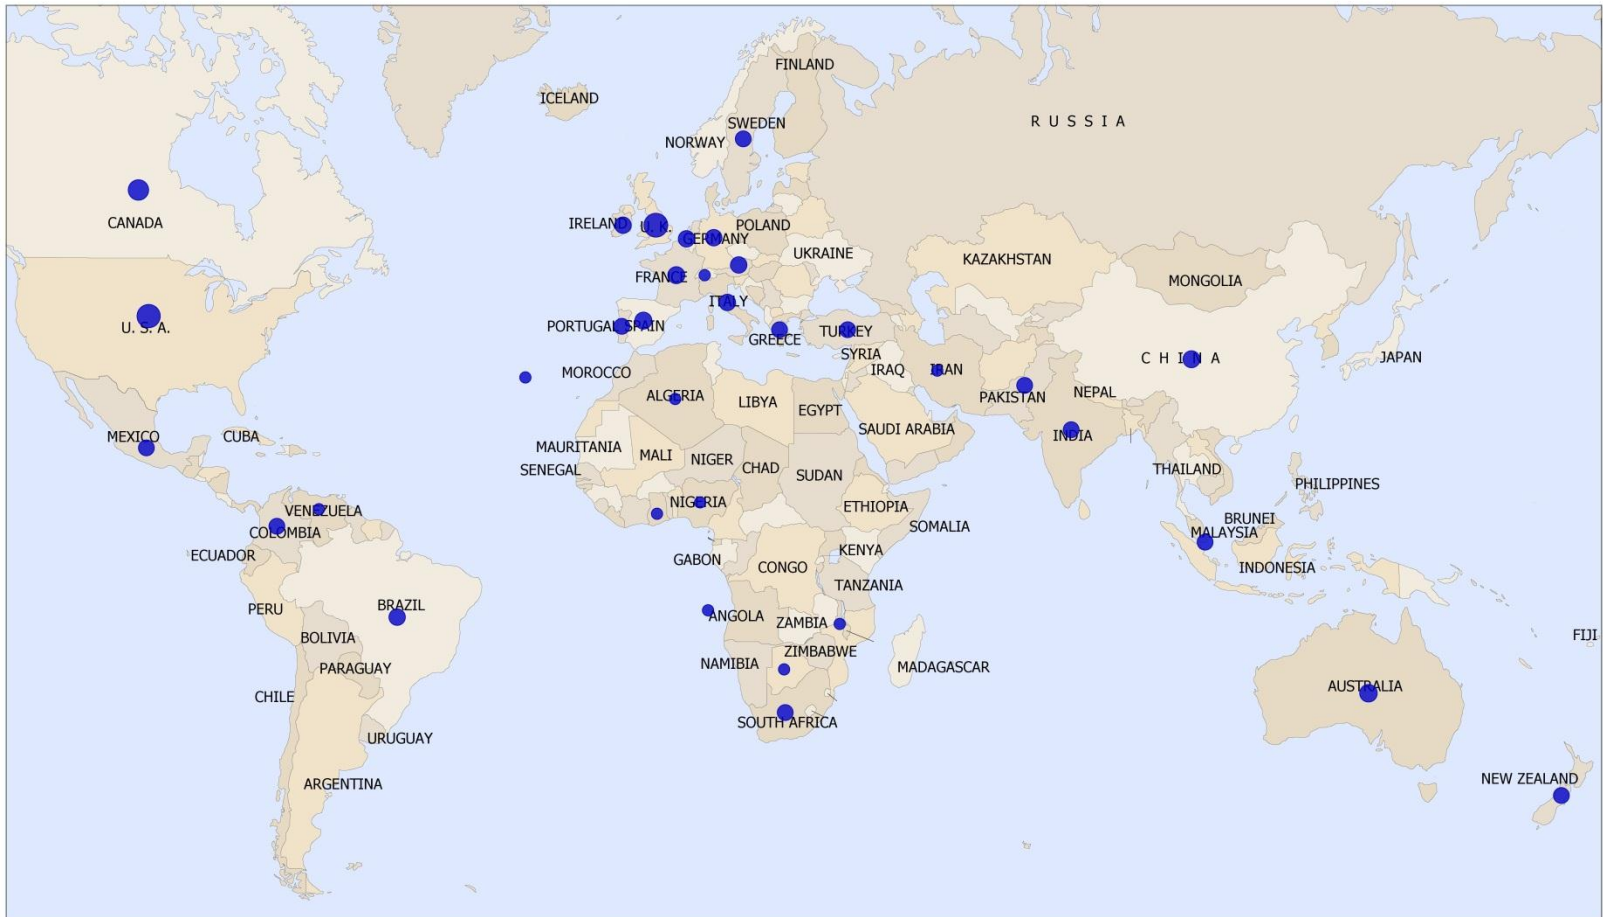 FINLAND
ICELAND
R U S S I A
SWEDEN
NORWAY
CANADA
IRELAND
U. K.
POLAND
GERMANY
UKRAINE
KAZAKHSTAN
FRANCE
MONGOLIA
ITALY
U. S. A.
PORTUGAL
SPAIN
GREECE
TURKEY
SYRIA
C H I N A
JAPAN
MOROCCO
IRAQ
IRAN
ALGERIA
LIBYA
EGYPT
PAKISTAN
NEPAL
SAUDI ARABIA
MEXICO
CUBA
INDIA
MAURITANIA
MALI
NIGER
CHAD
SENEGAL
SUDAN
THAILAND
PHILIPPINES
VENEZUELA
NIGERIA
ETHIOPIA
COLOMBIA
SOMALIA
BRUNEI
MALAYSIA
ECUADOR
GABON
CONGO
KENYA
INDONESIA
TANZANIA
PERU
BRAZIL
ANGOLA
ZAMBIA
BOLIVIA
FIJI
ZIMBABWE
PARAGUAY
NAMIBIA
MADAGASCAR
CHILE
AUSTRALIA
SOUTH AFRICA
URUGUAY
ARGENTINA
NEW ZEALAND